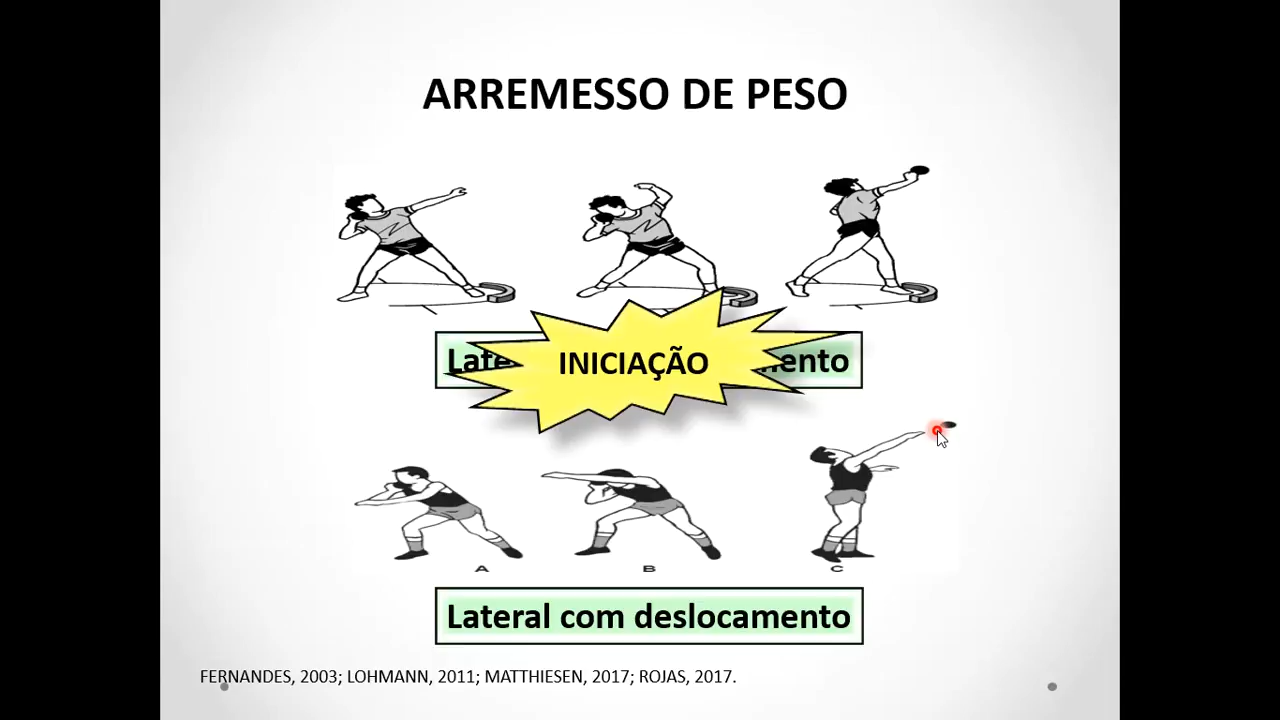 ARREMESSO DE PESO
INICIAÇÃO
Lateral com deslocamento
A B C
FERNANDES, 2003; LOHMANN, 2011; MATTHIESEN, 2017; ROJAS, 2017.